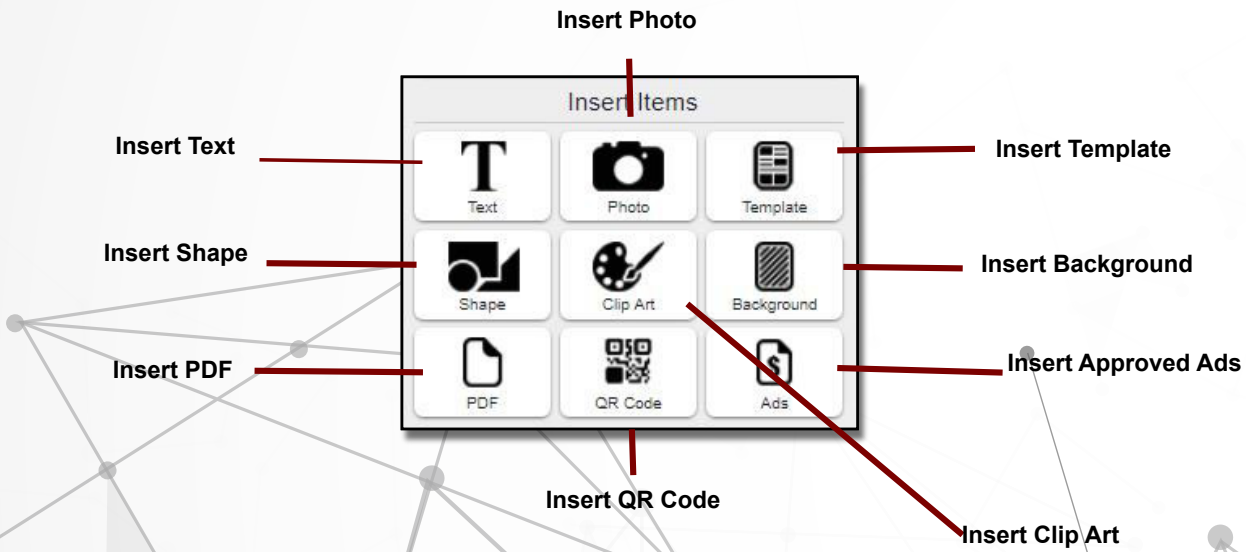 Insert Photo
Insert Items
Insert Text
Insert Template
Text
Photo
Template
Insert Shape
Insert Background
Shape
Clip Art
Background
Insert PDF
Insert Approved Ads
PDF
QR Code
Ads
Insert QR Code
Insert Clip Art